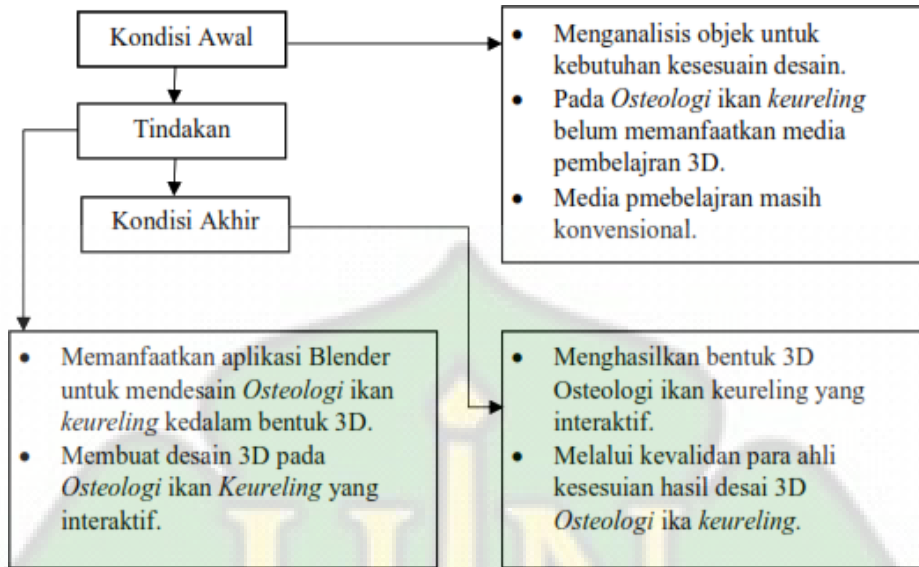 Kondisi Awal
Tindakan
Kondisi Akhir
• Menganalisis objek untuk
kebutuhan kesesuain desain.
• Pada Osteologi ikan keureling
belum memanfaatkan media
pembelajran 3D.
• Media pmebelajran masih
konvensional.
• Memanfaatkan aplikasi Blender
untuk mendesain Osteologi ikan
keureling kedalam bentuk 3D.
• Membuat desain 3D pada
Osteologi ikan Keureling yang
interaktif.
• Menghasilkan bentuk 3D
Osteologi ikan keureling yang
interaktif.
• Melalui kevalidan para ahli
kesesuian hasil desai 3D
Osteologi ika keureling.